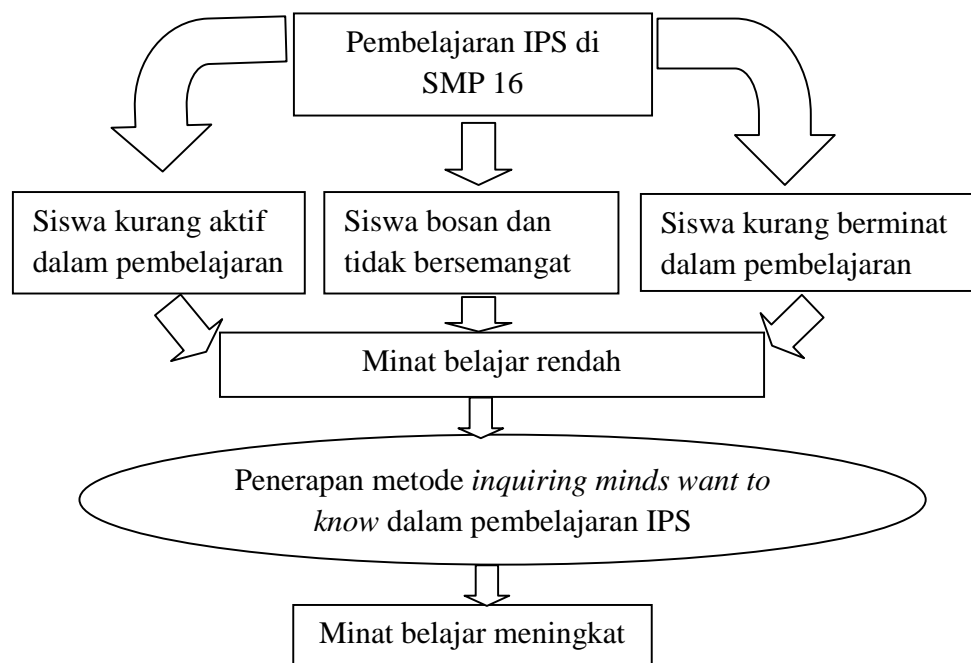 Pembelajaran IPS di
SMP 16
Siswa kurang aktif
dalam pembelajaran
Siswa bosan dan
tidak bersemangat
Siswa kurang berminat
dalam pembelajaran
Minat belajar rendah
Penerapan metode inquiring minds want to
know dalam pembelajaran IPS
Minat belajar meningkat